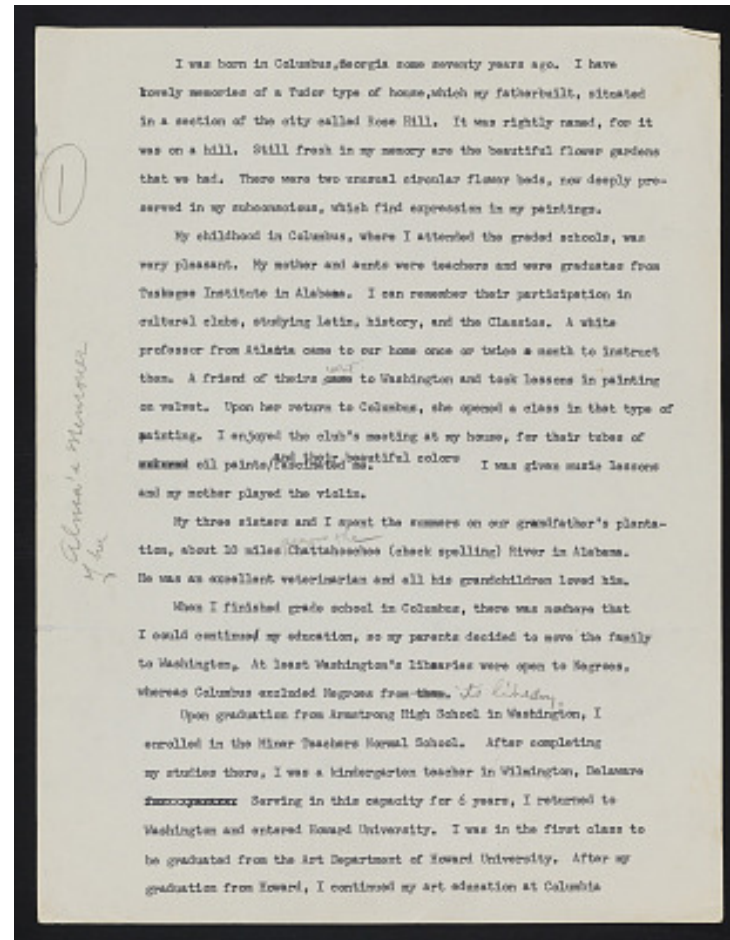 I was born in Columbus,Georgia some seventy years ago. I have
lovely memories of a Tudor type of house,which my fatherbuilt, situated
in a section of the city called Rose Hill. It was rightly named, for it
was on a hill. Still fresh in my memory are the beautiful flower gardens
that we had. There were two unusual circular flower beds, now deeply pre-
served in my subconscious, which find expression in my paintings.
My childhood in Columbus, where I attended the graded schools, was
very pleasant. My mother and aunts were teachers and were graduates from
Tuskegee Institute in Alabama. I can remember their participation in
cultural clubs, studying latin, history, and the Classics. A white
professor from Atlanta came to our home once or twice a month to instruct
went
them. A friend of theirs came to Washington and took lessons in painting
on velvet. Upon her return to Columbus, she opened a class in that type of
painting. I enjoyed the club's meeting at my house, for their tubes of
and their beautiful colors
oil paints/fascinated me. I was given music lessons
and my mother played the violin.
My three sisters and I spent the summers on our grandfather's planta-
across the
tion, about 10 miles Chattahoochee (check spelling) River in Alabama.
He was an excellent veterinarian and all his grandchildren loved him.
When I finished grade school in Columbus, there was nowhere that
I could continued my education, so my parents decided to move the family
to Washington. At least Washington's libraries were open to Negroes,
whereas Columbus excluded Negroes from them. its library.
Upon graduation from Armstrong High School in Washington, I
enrolled in the Miner Teachers Normal School. After completing
my studies there, I was a kindergarten teacher in Wilmington, Delaware
Serving in this capacity for 6 years, I returned to
Washington and entered Howard University. I was in the first class to
be graduated from the Art Department of Howard University. After my
graduation from Howard, I continued my art education at Columbia
1
Alma's Memories
of her